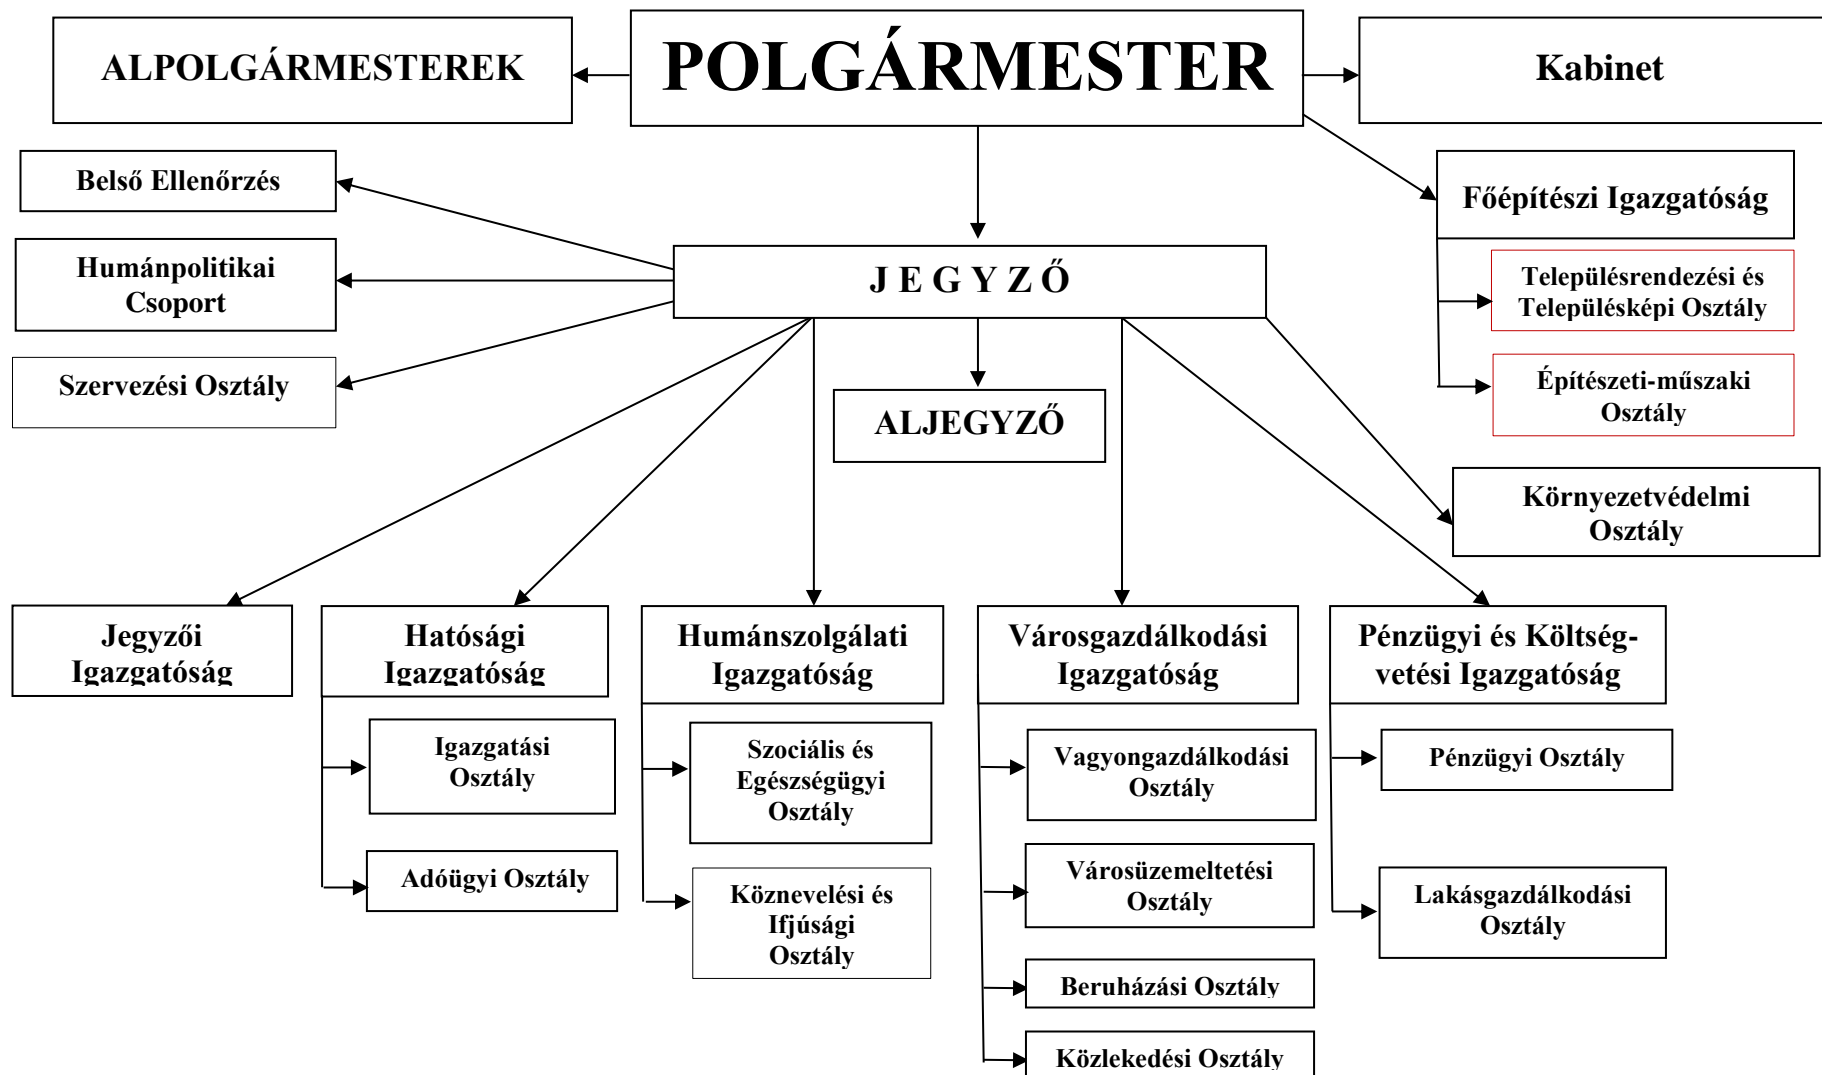 ALPOLGÁRMESTEREK
POLGÁRMESTER
Kabinet
Belső Ellenőrzés
Főépítészi Igazgatóság
Humánpolitikai
Csoport
J E G Y Z Ő
Településrendezési és
Településképi Osztály
Szervezési Osztály
ALJEGYZŐ
Építészeti-műszaki
Osztály
Környezetvédelmi
Osztály
Jegyzői
Igazgatóság
Hatósági
Igazgatóság
Humánszolgálati
Igazgatóság
Városgazdálkodási
Igazgatóság
Pénzügyi és Költség-
vetési Igazgatóság
Igazgatási
Osztály
Szociális és
Egészségügyi
Osztály
Vagyongazdálkodási
Osztály
Pénzügyi Osztály
Adóügyi Osztály
Köznevelési és
Ifjúsági
Osztály
Városüzemeltetési
Osztály
Lakásgazdálkodási
Osztály
Beruházási Osztály
Közlekedési Osztály